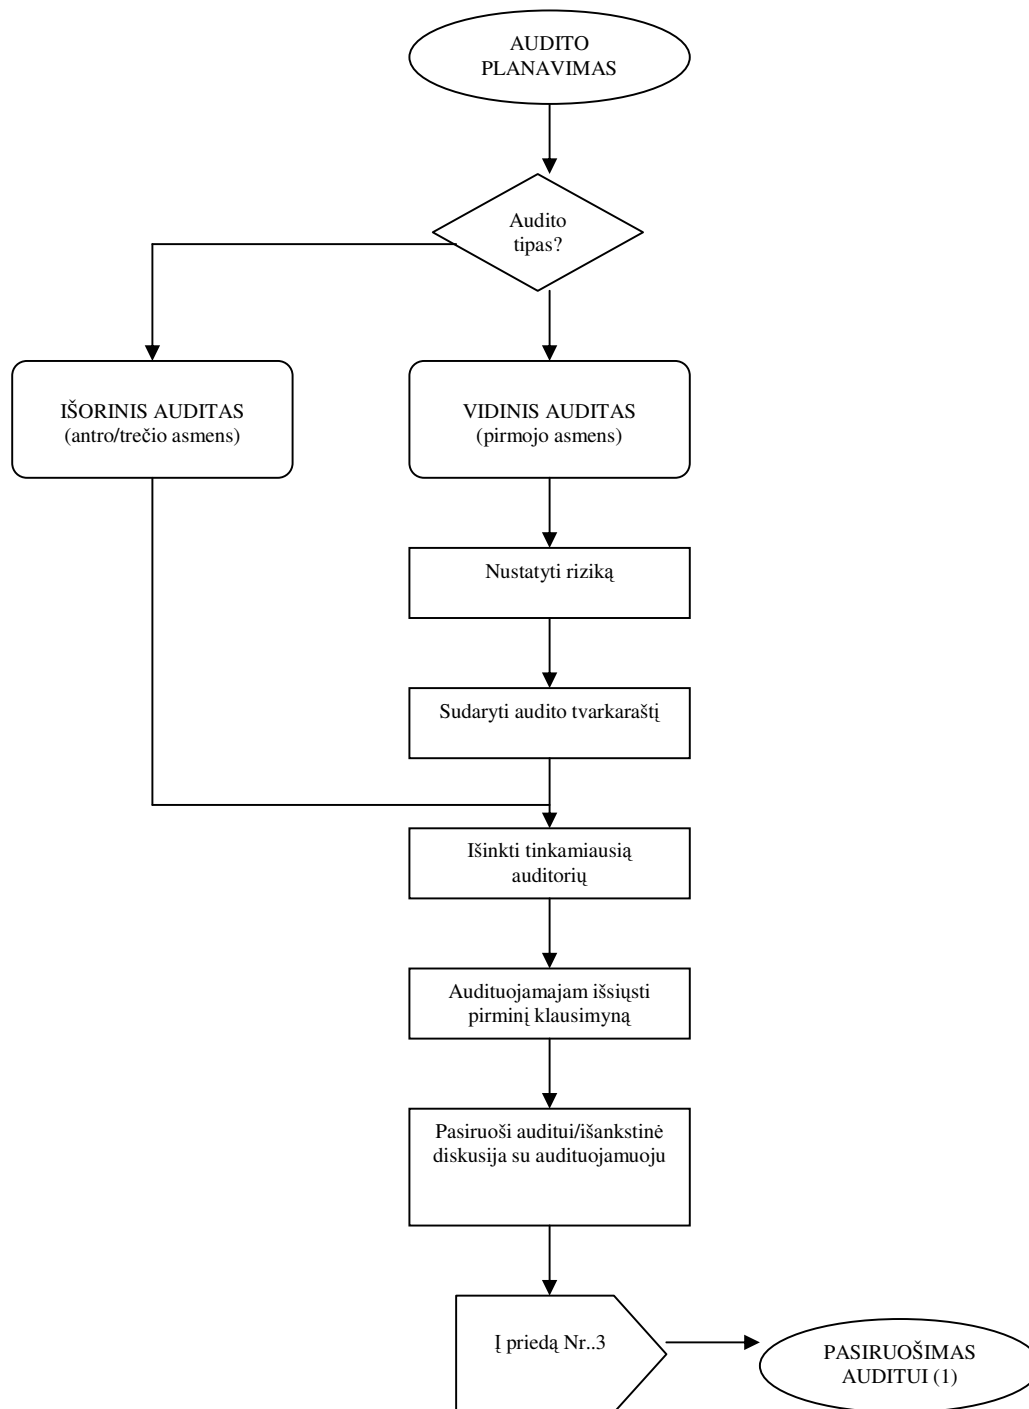 AUDITO
PLANAVIMAS
Audito
tipas?
IŠORINIS AUDITAS
(antro/trečio asmens)
VIDINIS AUDITAS
(pirmojo asmens)
Nustatyti riziką
Sudaryti audito tvarkaraštį
Išinkti tinkamiausią
auditorių
Audituojamajam išsiųsti
pirminį klausimyną
Pasiruoši auditui/išankstinė
diskusija su audituojamuoju
Į priedą Nr..3
PASIRUOŠIMAS
AUDITUI (1)